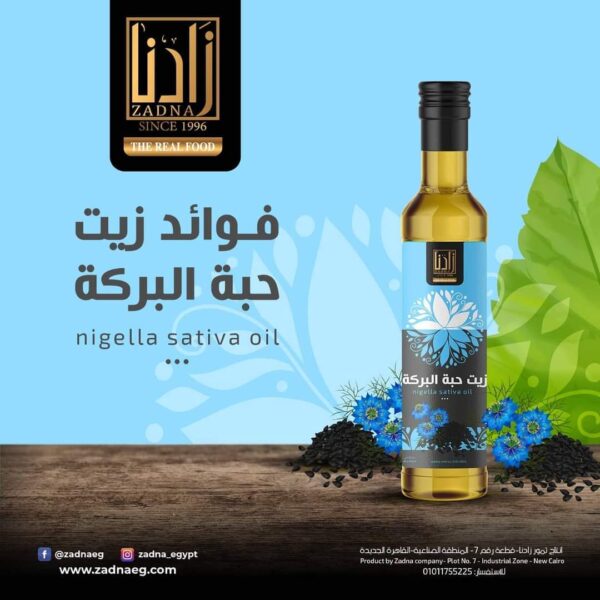 زادنا
ZADNA
SINCE 1996
THE REAL FOOD
فوائد زيت
حبة البركة
nigella sativa oil
زادنا
زيت حبة البركة
nigella sativa oil
@zadnaeg
zadna_egypt
www.zadnaeg.com
انتاج تمور زادنا-قطعة رقم 7- المنطقة الصناعية-القاهرة الجديدة
Product by Zadna company- Plot No. 7 - Industrial Zone - New Cairo
للاستفسار: 01011755225